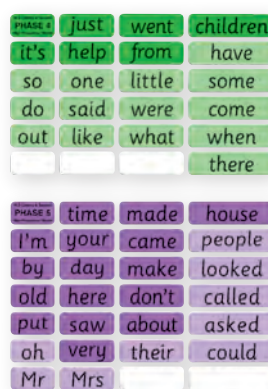 PHASE 4 just went children
it's help from have
so one little some
do said were come
out like what when
there
PHASE 5 time made house
I'm your came people
by day make looked
old here don't called
put saw about asked
oh very their could
Mr Mrs